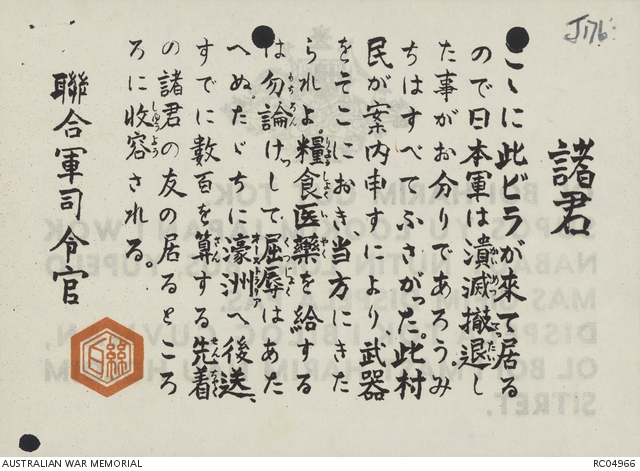 J176
諸君
こゝに此ビラが來て居る
ので日本軍は潰滅撤退し
た事がお分りであろうみ
ちはすべてふさがった。此村
民が案内申すにより、武器
をそこにおき、当方にきた
られよ。糧食医藥を給する
は勿論けっして屈辱はあた
へぬ。たゞちに濠洲へ後送、
すでに数百を算する先着
の諸君の友の居るところ
ろに收容される。
聯合軍司令官
AUSTRALIAN WAR MEMORIAL
RC04966